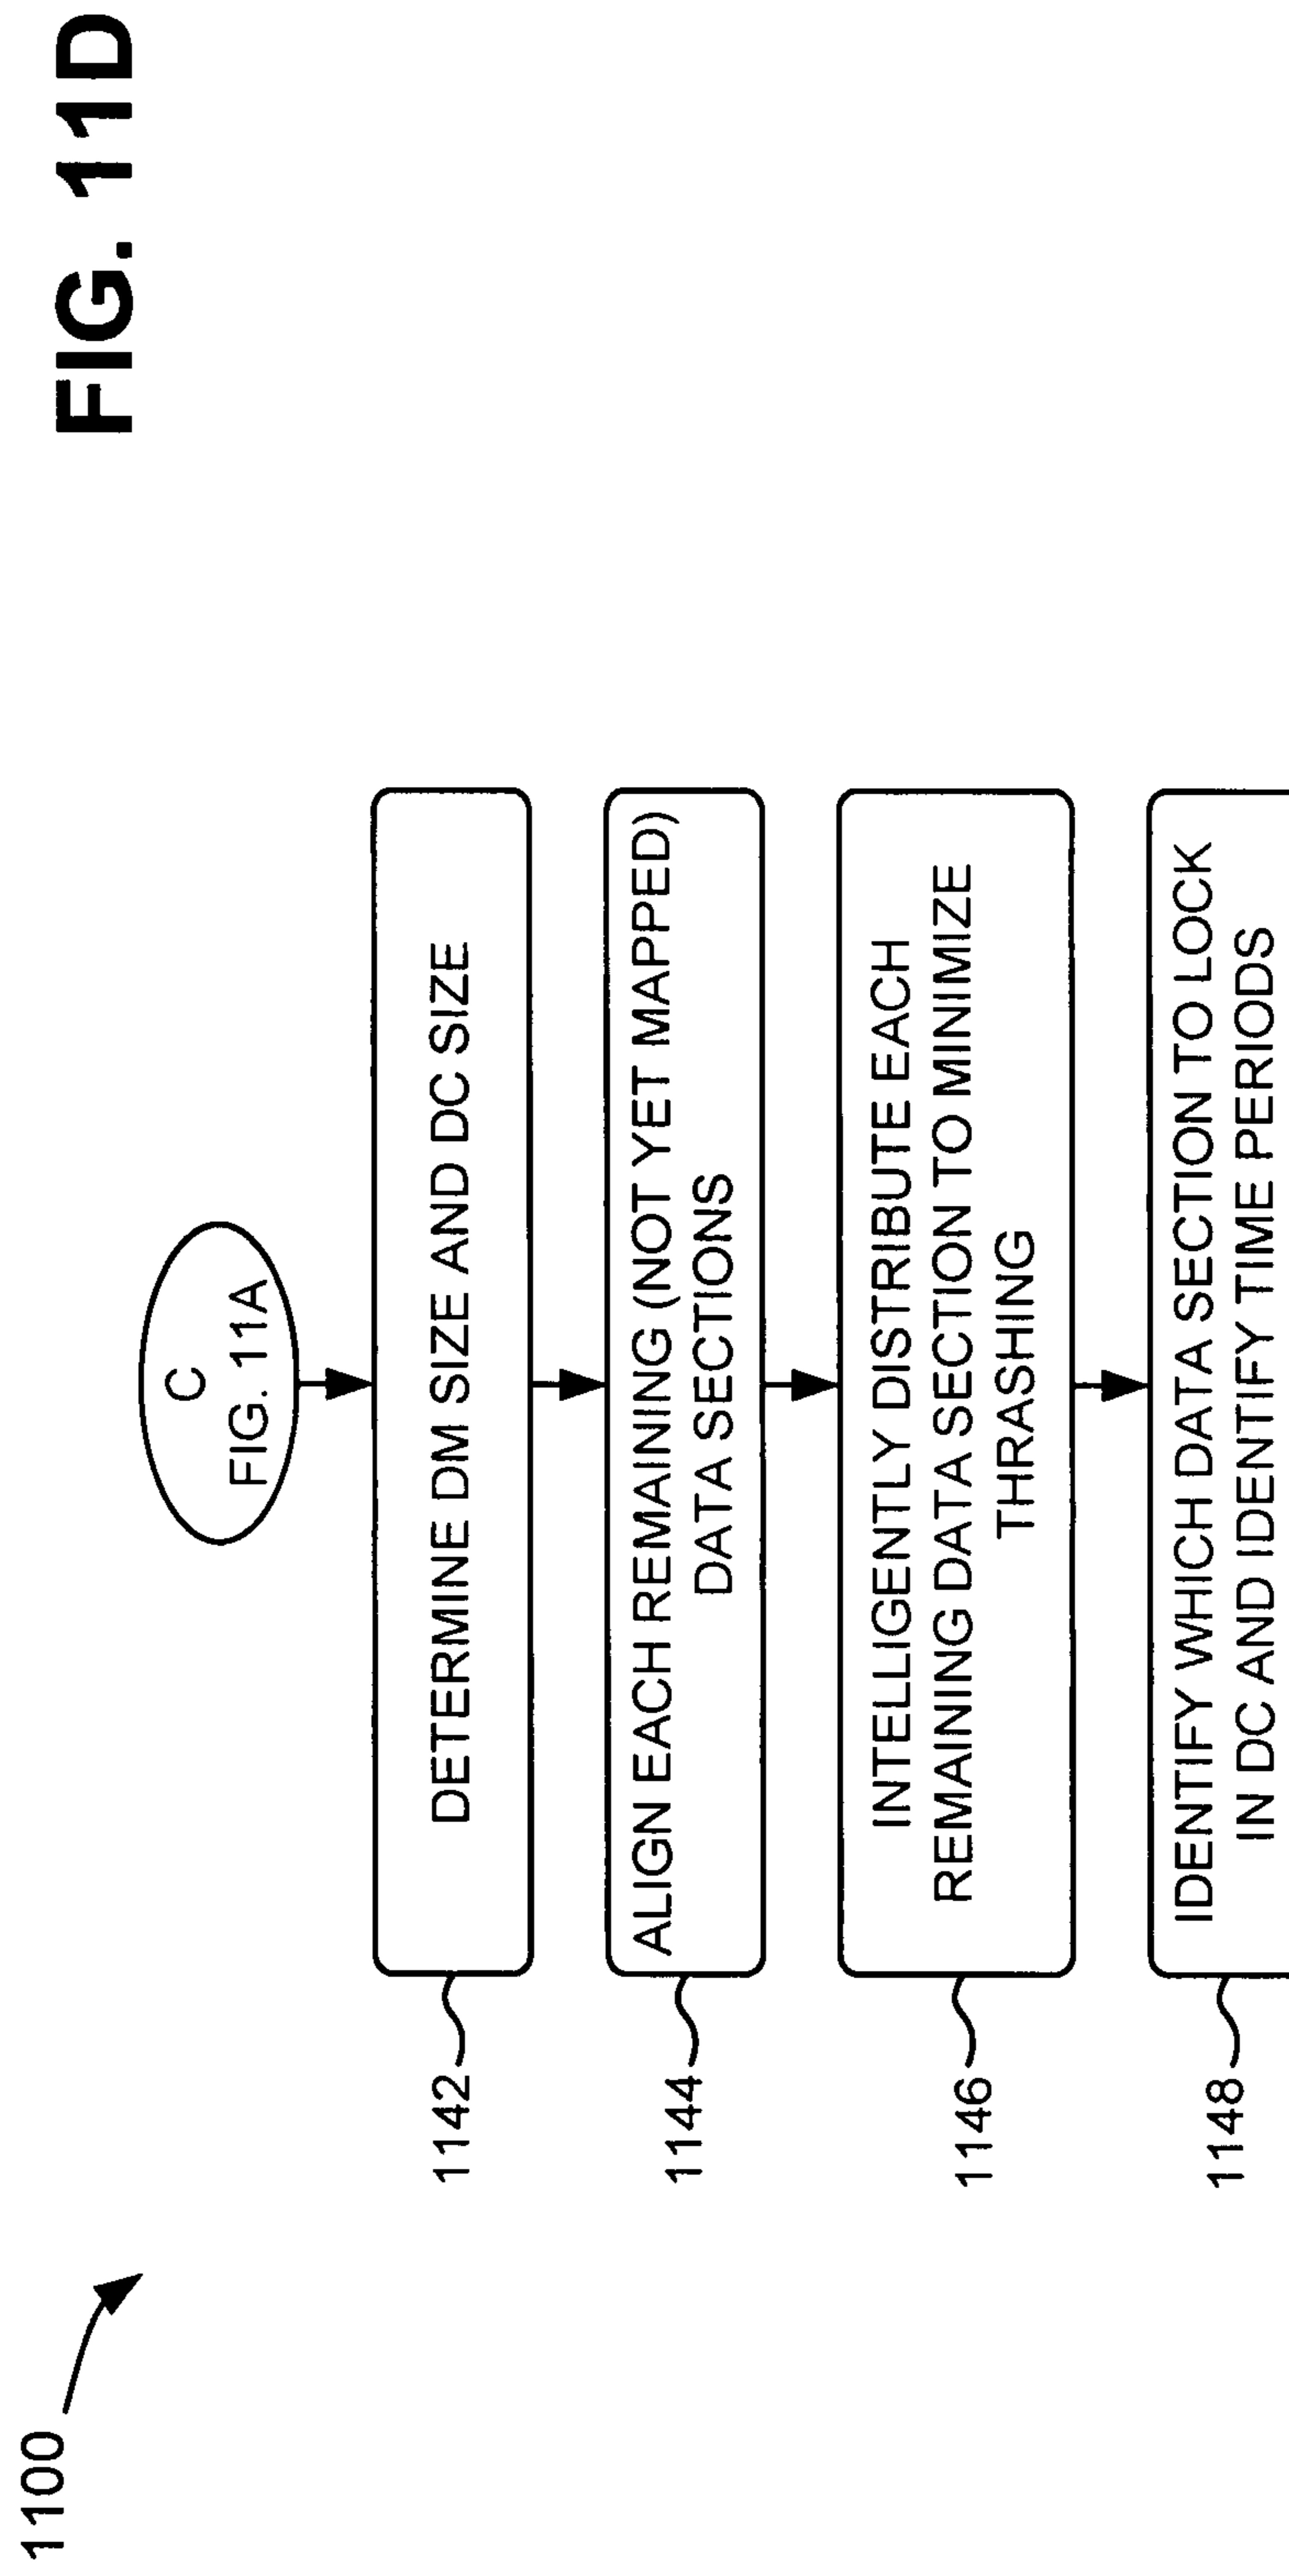 FIG. 11D
1100
C
FIG. 11A
DETERMINE DM SIZE AND DC SIZE
1142
ALIGN EACH REMAINING (NOT YET MAPPED)
DATA SECTIONS
1144
INTELLIGENTLY DISTRIBUTE EACH
REMAINING DATA SECTION TO MINIMIZE
THRASHING
1146
IDENTIFY WHICH DATA SECTION TO LOCK
IN DC AND IDENTIFY TIME PERIODS
1148